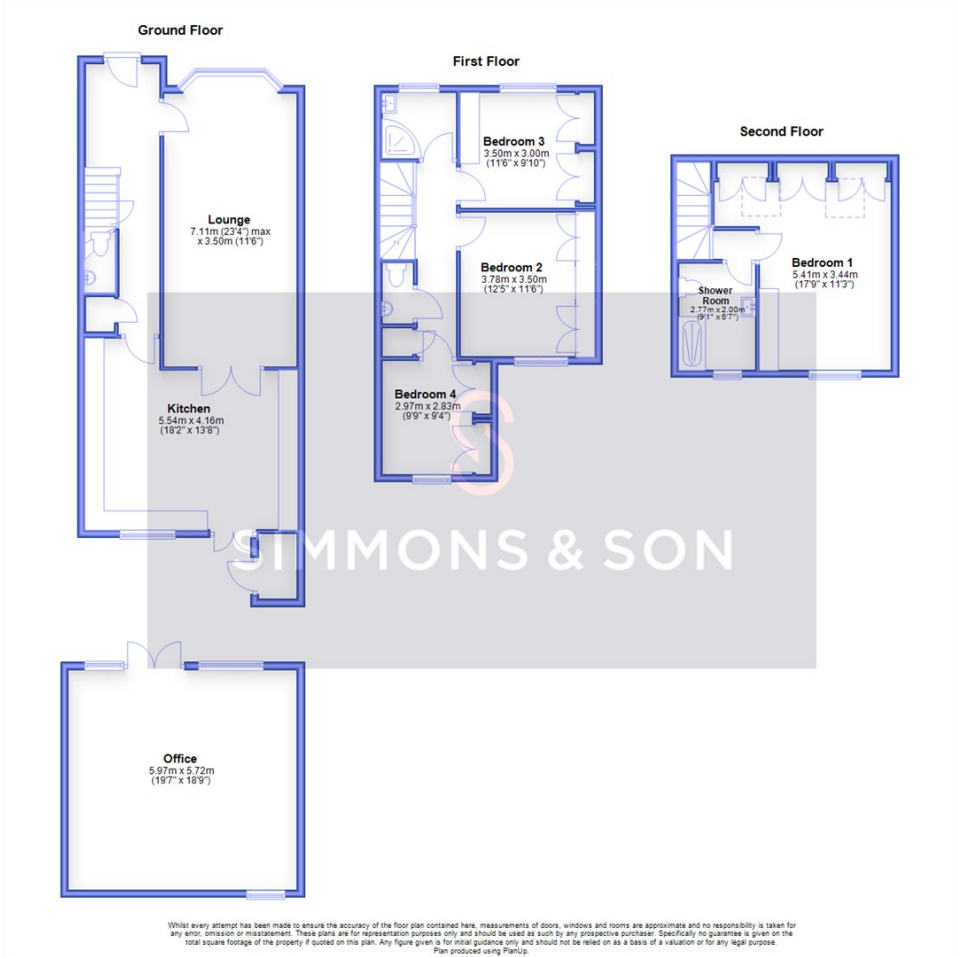 Ground Floor
First Floor
Second Floor
Lounge
7.11m (23'4") max
x 3.50m (11'6")
Kitchen
5.54m x 4.16m
(18'2" x 13'8")
Bedroom 3
3.50m x 3.00m
(11'6" x 9'10")
Bedroom 2
3.78m x 3.50m
(12'5" x 11'6")
Bedroom 4
2.97m x 2.83m
(9'9" x 9'4")
Bedroom 1
5.41m x 3.44m
(17'9" x 11'3")
Shower
Room
2.77m x 2.00m
(9'1" x 6'7")
SIMMONS & SON
Office
5.97m x 5.72m
(19'7" x 18'9")
Whilst every attempt has been made to ensure the accuracy of the floor plan contained here, measurements of doors, windows and rooms are approximate and no responsibility is taken for
any error, omission or misstatement. These plans are for representation purposes only and should be used as such by any prospective purchaser. Specifically no guarantee is given on the
total square footage of the property if quoted on this plan. Any figure given is for initial guidance only and should not be relied on as a basis of a valuation or for any legal purpose.
Plan produced using PlanUp.